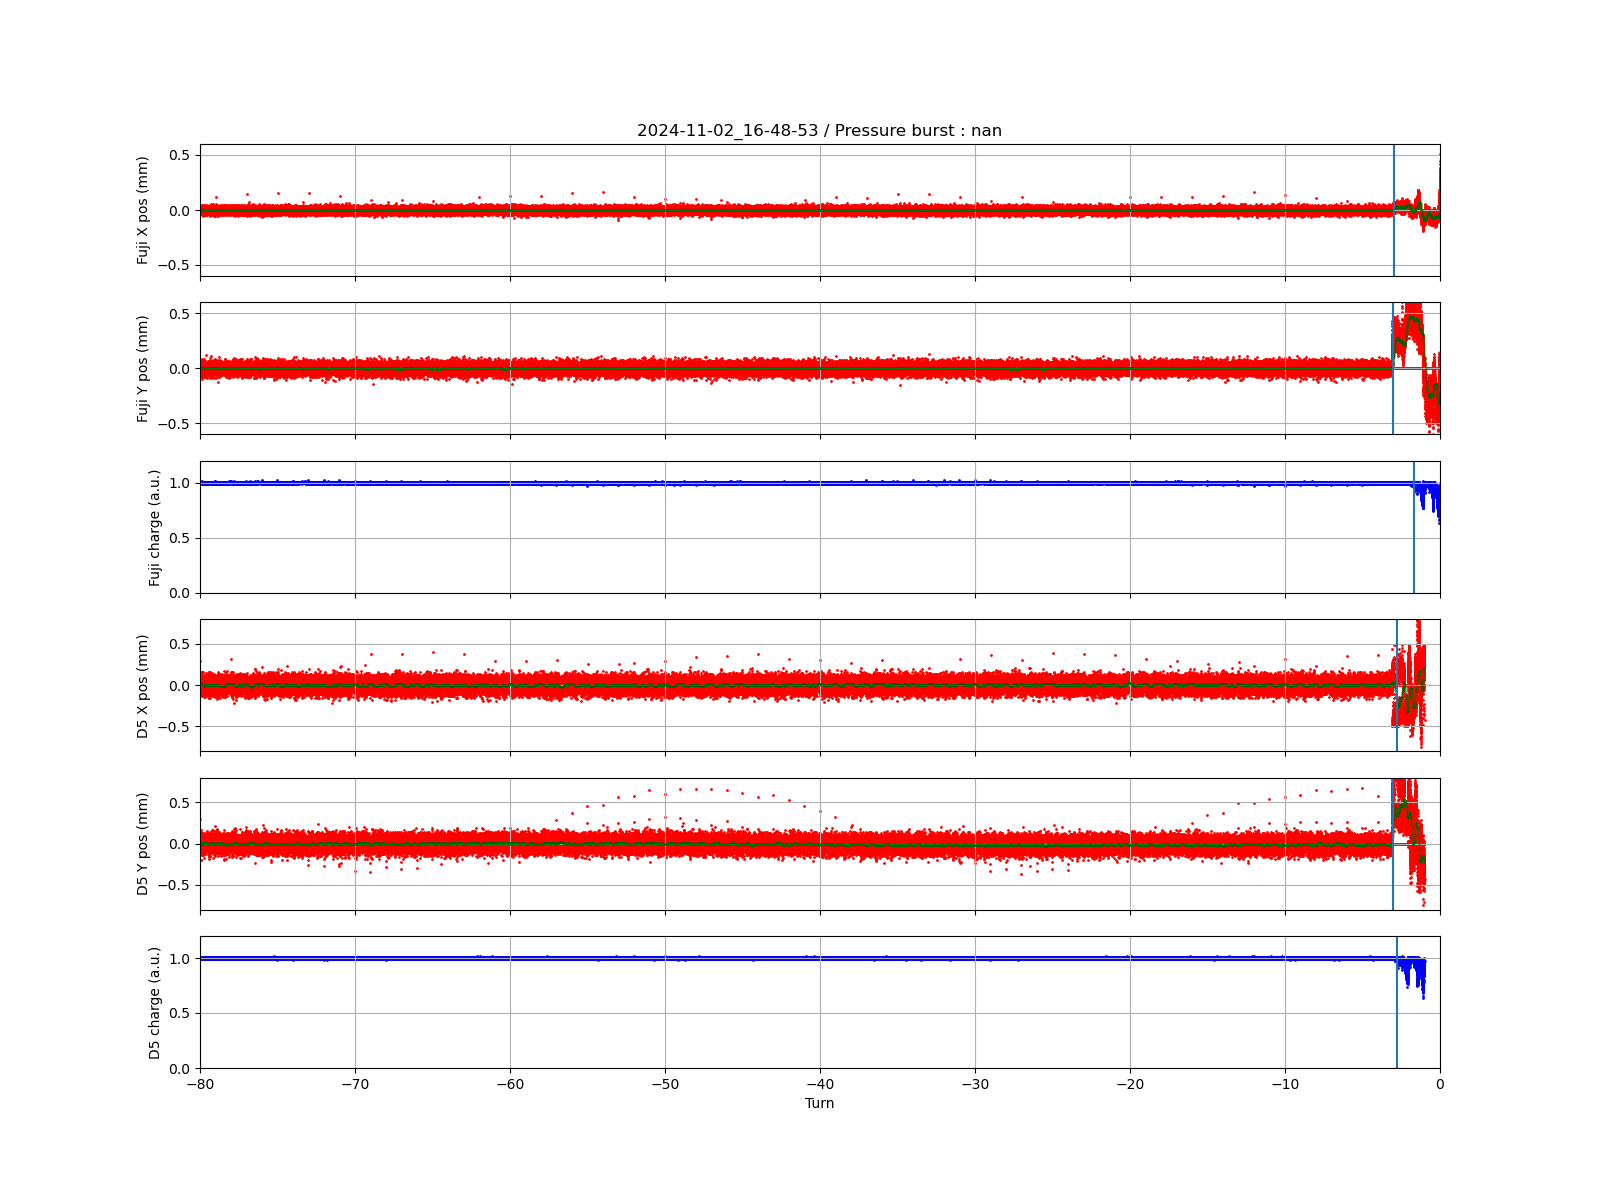 2024-11-02_16-48-53 / Pressure burst : nan
Fuji X pos (mm)
0.5
0.0
−0.5
Fuji Y pos (mm)
0.5
0.0
−0.5
Fuji charge (a.u.)
1.0
0.5
0.0
D5 X pos (mm)
0.5
0.0
−0.5
D5 Y pos (mm)
0.5
0.0
−0.5
D5 charge (a.u.)
1.0
0.5
0.0
−80 −70 −60 −50 −40 −30 −20 −10 0
Turn